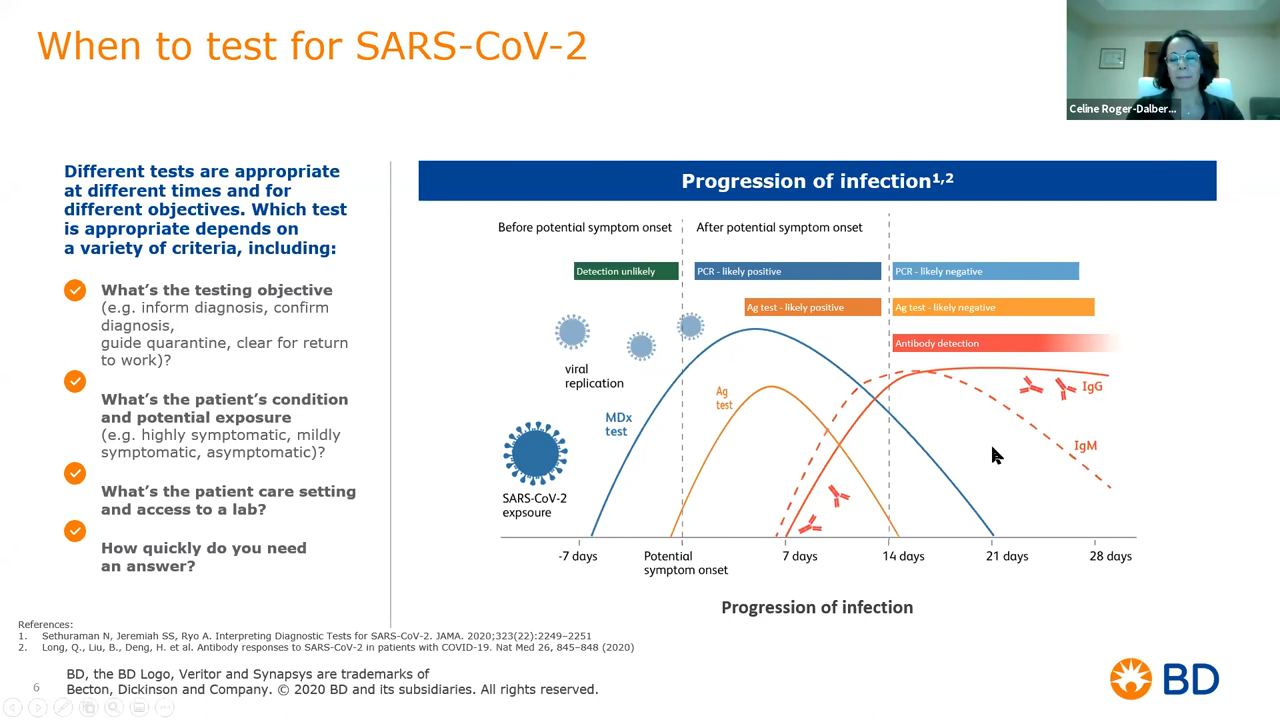 When to test for SARS-CoV-2
Celine Roger-Dalber...
Different tests are appropriate
at different times and for
different objectives. Which test
is appropriate depends on
a variety of criteria, including:
What's the testing objective
(e.g. inform diagnosis, confirm
diagnosis,
guide quarantine, clear for return
to work)?
What's the patient's condition
and potential exposure
(e.g. highly symptomatic, mildly
symptomatic, asymptomatic)?
What's the patient care setting
and access to a lab?
How quickly do you need
an answer?
Progression of infection1,2
Before potential symptom onset
After potential symptom onset
Detection unlikely
PCR - likely positive
PCR - likely negative
Ag test - likely positive
Ag test - likely negative
Antibody detection
viral
replication
MDx
test
Ag
test
IgG
IgM
SARS-CoV-2
expsoure
-7 days
Potential
symptom onset
7 days
14 days
21 days
28 days
Progression of infection
References:
1. Sethuraman N, Jeremiah SS, Ryo A. Interpreting Diagnostic Tests for SARS-CoV-2. JAMA. 2020;323(22):2249–2251
2. Long, Q., Liu, B., Deng, H. et al. Antibody responses to SARS-CoV-2 in patients with COVID-19. Nat Med 26, 845–848 (2020)
BD, the BD Logo, Veritor and Synapsys are trademarks of
Becton, Dickinson and Company. © 2020 BD and its subsidiaries. All rights reserved.
6
BD